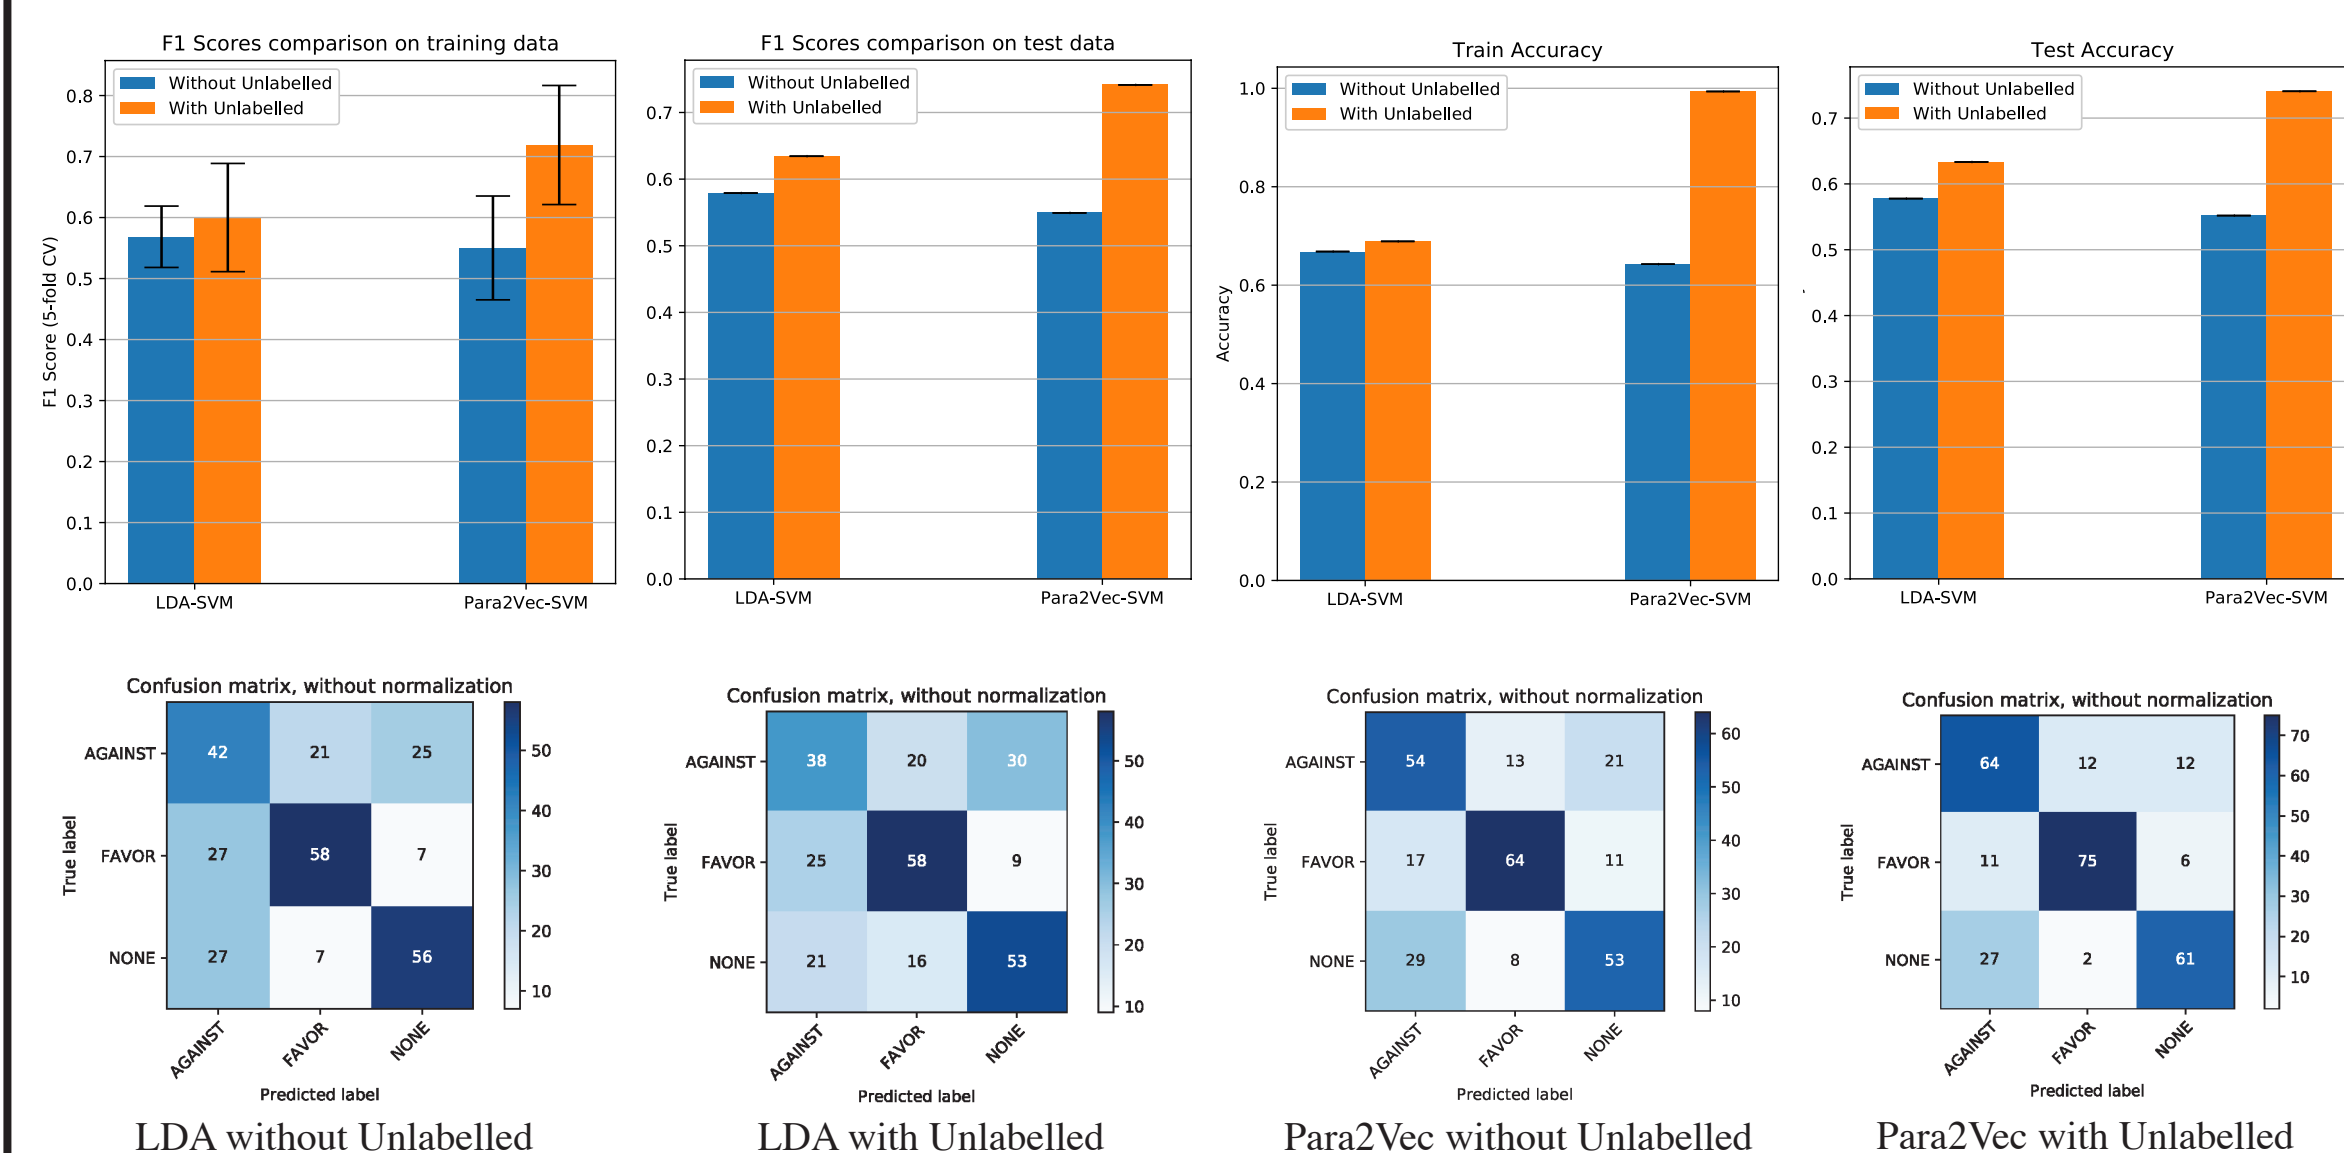 F1 Scores comparison on training data
Without Unlabelled
With Unlabelled
F1 Score (5-fold CV)
0.8
0.7
0.6
0.5
0.4
0.3
0.2
0.1
0.0
LDA-SVM
Para2Vec-SVM
F1 Scores comparison on test data
Without Unlabelled
With Unlabelled
0.7
0.6
0.5
0.4
0.3
0.2
0.1
0.0
LDA-SVM
Para2Vec-SVM
Train Accuracy
Without Unlabelled
With Unlabelled
Accuracy
1.0
0.8
0.6
0.4
0.2
0.0
LDA-SVM
Para2Vec-SVM
Test Accuracy
Without Unlabelled
With Unlabelled
0.7
0.6
0.5
0.4
0.3
0.2
0.1
0.0
LDA-SVM
Para2Vec-SVM
Confusion matrix, without normalization
True label
AGAINST 42 21 25
FAVOR 27 58 7
NONE 27 7 56
AGAINST FAVOR NONE
Predicted label
50
40
30
20
10
LDA without Unlabelled
Confusion matrix, without normalization
True label
AGAINST 38 20 30
FAVOR 25 58 9
NONE 21 16 53
AGAINST FAVOR NONE
Predicted label
50
40
30
20
10
LDA with Unlabelled
Confusion matrix, without normalization
True label
AGAINST 54 13 21
FAVOR 17 64 11
NONE 29 8 53
AGAINST FAVOR NONE
Predicted label
60
50
40
30
20
10
Para2Vec without Unlabelled
Confusion matrix, without normalization
True label
AGAINST 64 12 12
FAVOR 11 75 6
NONE 27 2 61
AGAINST FAVOR NONE
Predicted label
70
60
50
40
30
20
10
Para2Vec with Unlabelled